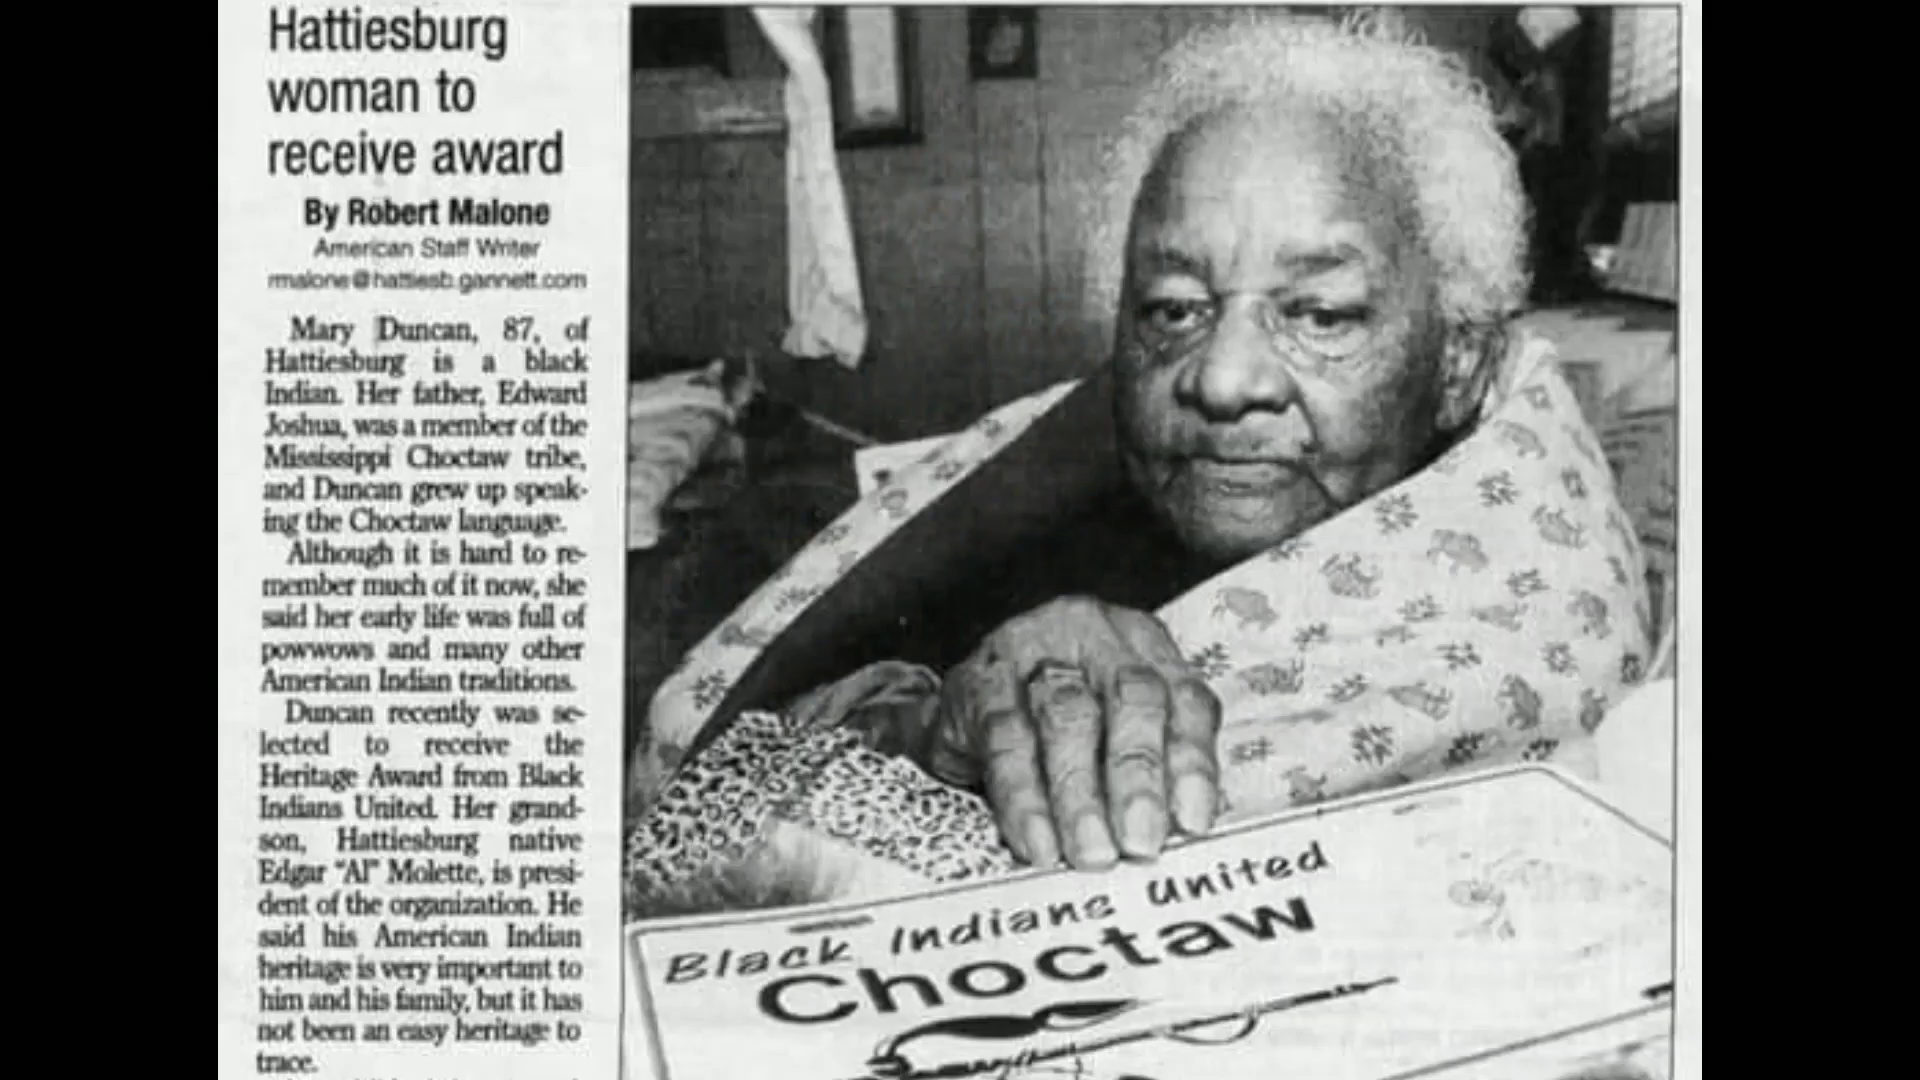 Hattiesburg
woman to
receive award
By Robert Malone
American Staff Writer
rmalone@hattiesb.gannett.com
Mary Duncan, 87, of
Hattiesburg is a black
Indian. Her father, Edward
Joshua, was a member of the
Mississippi Choctaw tribe,
and Duncan grew up speak-
ing the Choctaw language.
Although it is hard to re-
member much of it now, she
said her early life was full of
powwows and many other
American Indian traditions.
Duncan recently was se-
lected to receive the
Heritage Award from Black
Indians United. Her grand-
son, Hattiesburg native
Edgar "Al" Molette, is presi-
dent of the organization. He
said his American Indian
heritage is very important to
him and his family, but it has
not been an easy heritage to
trace.
Black Indians United
Choctaw